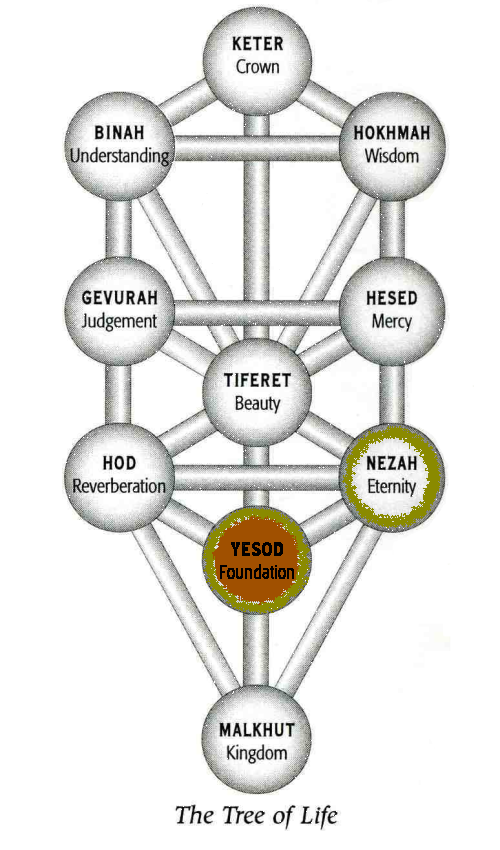 KETER
Crown
BINAH
Understanding
HOKHMAH
Wisdom
GEVURAH
Judgement
HESED
Mercy
TIFERET
Beauty
HOD
Reverberation
NEZAH
Eternity
YESOD
Foundation
MALKHUT
Kingdom
The Tree of Life